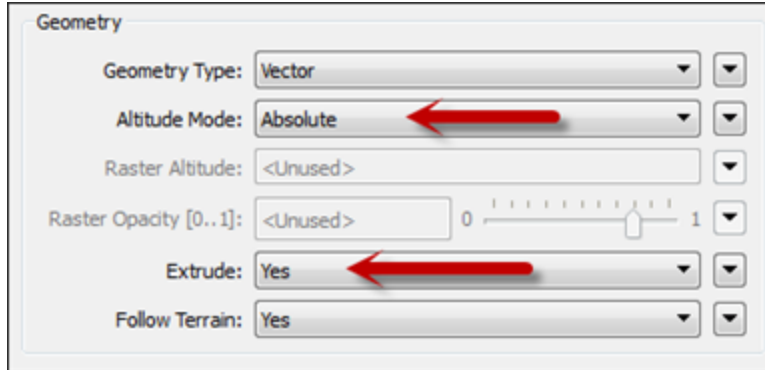 Geometry
Geometry Type: Vector
Altitude Mode: Absolute
Raster Altitude: <Unused>
Raster Opacity [0..1]: <Unused> 0 1
Extrude: Yes
Follow Terrain: Yes